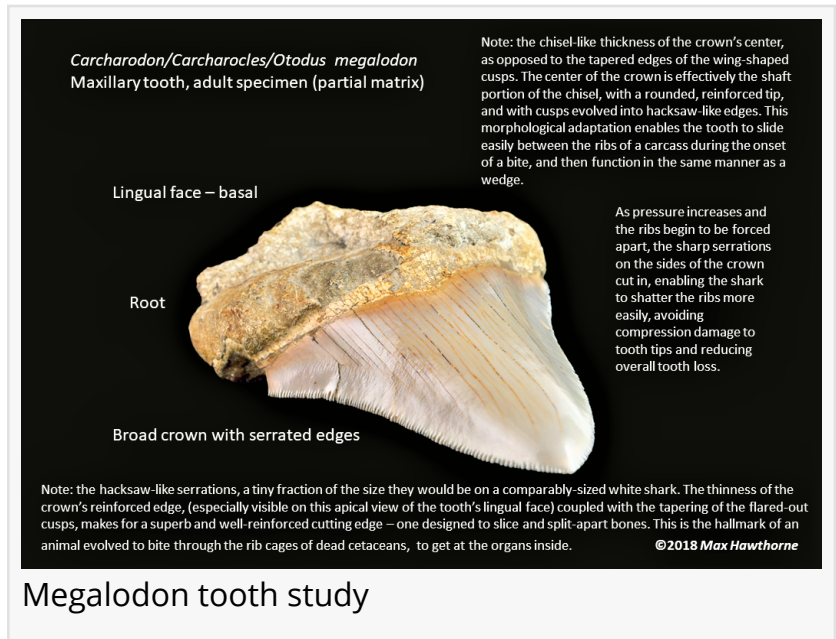 Carcharodon/Carcharocles/Otodus megalodon
Maxillary tooth, adult specimen (partial matrix)
Note: the chisel-like thickness of the crown's center,
as opposed to the tapered edges of the wing-shaped
cusps. The center of the crown is effectively the shaft
portion of the chisel, with a rounded, reinforced tip,
and with cusps evolved into hacksaw-like edges. This
morphological adaptation enables the tooth to slide
easily between the ribs of a carcass during the onset
of a bite, and then function in the same manner as a
wedge.
Lingual face – basal
As pressure increases and
the ribs begin to be forced
apart, the sharp serrations
on the sides of the crown
cut in, enabling the shark
to shatter the ribs more
easily, avoiding
compression damage to
tooth tips and reducing
overall tooth loss.
Root
Broad crown with serrated edges
Note: the hacksaw-like serrations, a tiny fraction of the size they would be on a comparably-sized white shark. The thinness of the
crown's reinforced edge, (especially visible on this apical view of the tooth's lingual face) coupled with the tapering of the flared-out
cusps, makes for a superb and well-reinforced cutting edge – one designed to slice and split-apart bones. This is the hallmark of an
animal evolved to bite through the rib cages of dead cetaceans, to get at the organs inside.
©2018 Max Hawthorne
Megalodon tooth study